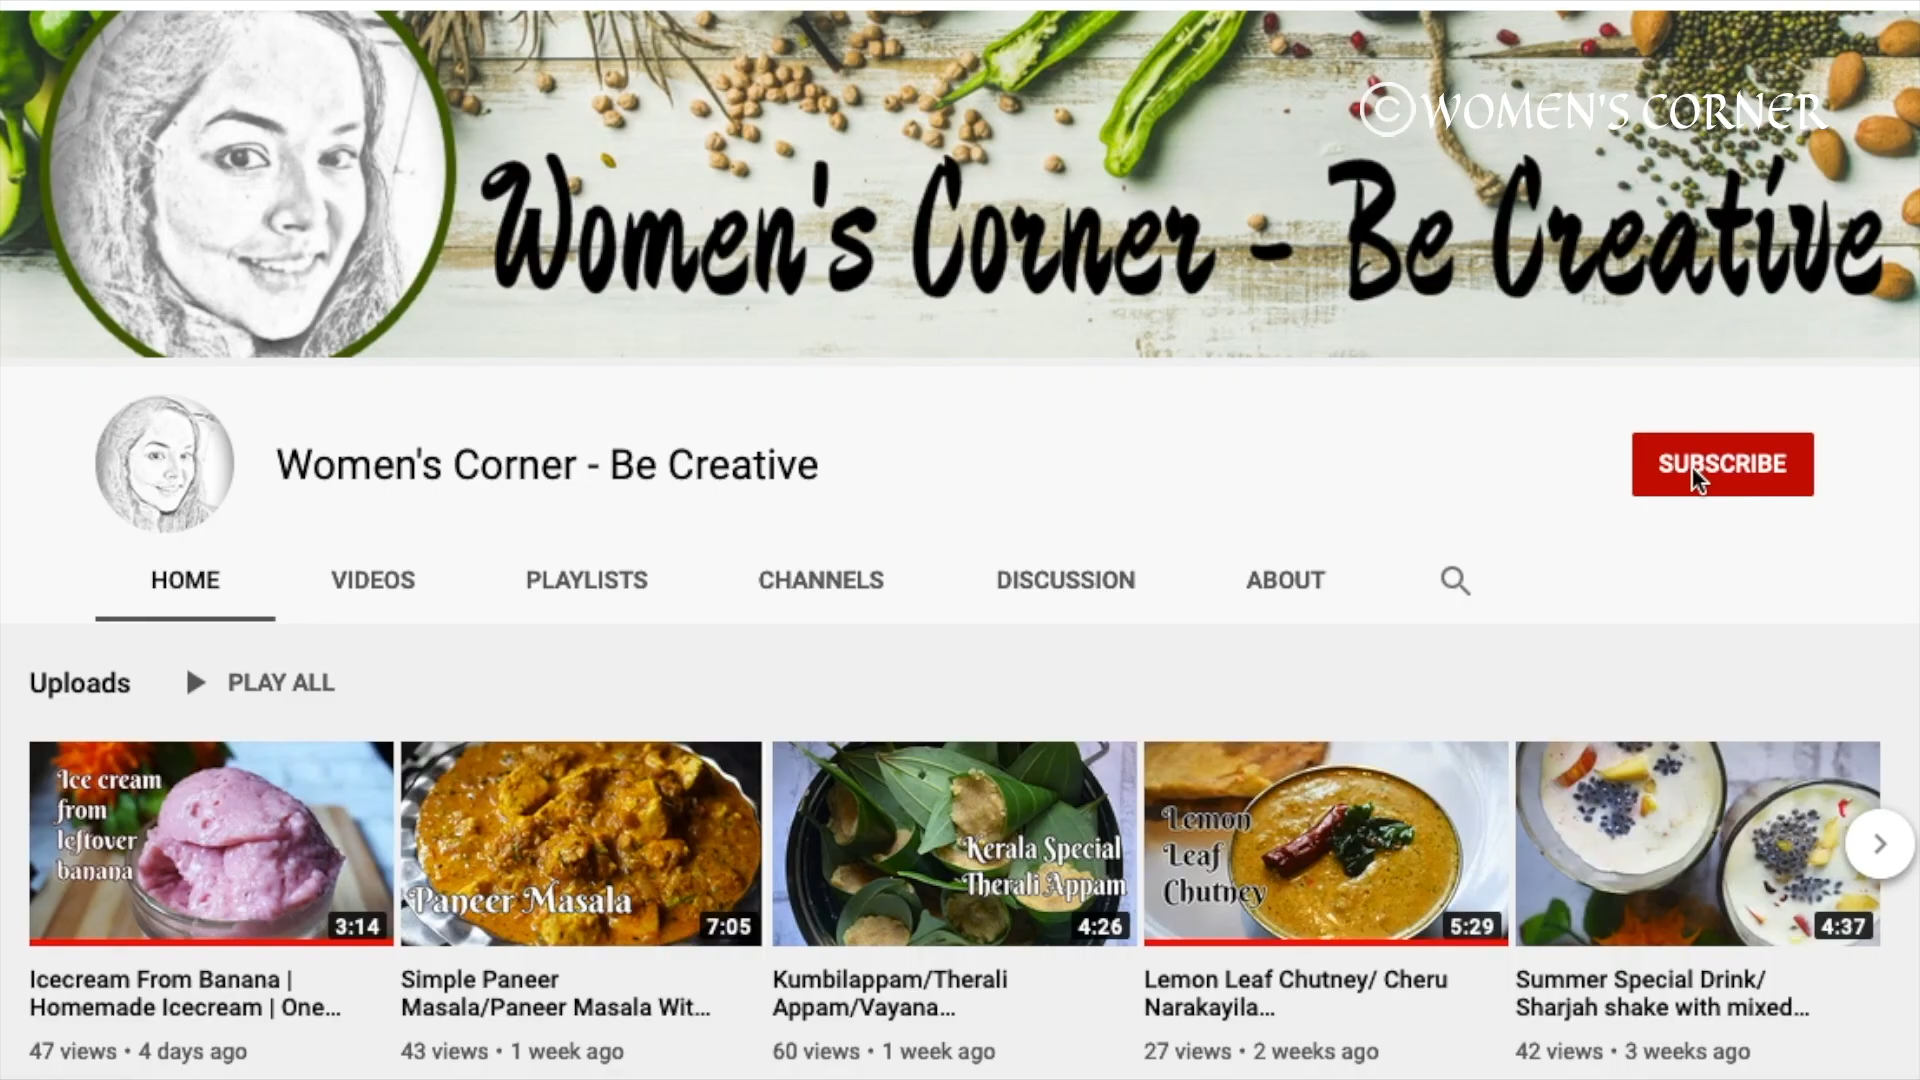 ©WOMEN'S CORNER
Women's Corner - Be Creative
Women's Corner - Be Creative
SUBSCRIBE
HOME VIDEOS PLAYLISTS CHANNELS DISCUSSION ABOUT
Uploads PLAY ALL
Ice cream
from
leftover
banana
3:14
Paneer Masala
7:05
Kerala Special
Therali Appam
4:26
Lemon
Leaf
Chutney
5:29
4:37
Icecream From Banana |
Homemade Icecream | One...
47 views • 4 days ago
Simple Paneer
Masala/Paneer Masala Wit...
43 views • 1 week ago
Kumbilappam/Therali
Appam/Vayana...
60 views • 1 week ago
Lemon Leaf Chutney/ Cheru
Narakayila...
27 views • 2 weeks ago
Summer Special Drink/
Sharjah shake with mixed...
42 views • 3 weeks ago